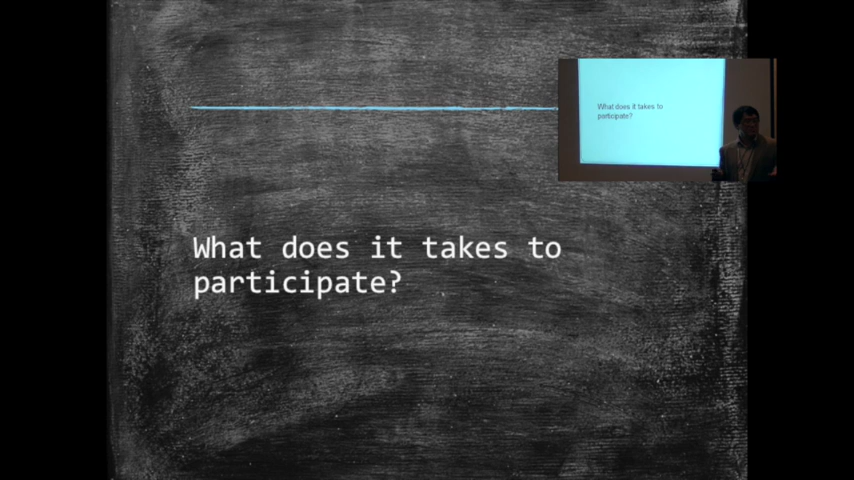 What does it takes to
participate?
What does it takes to
participate?